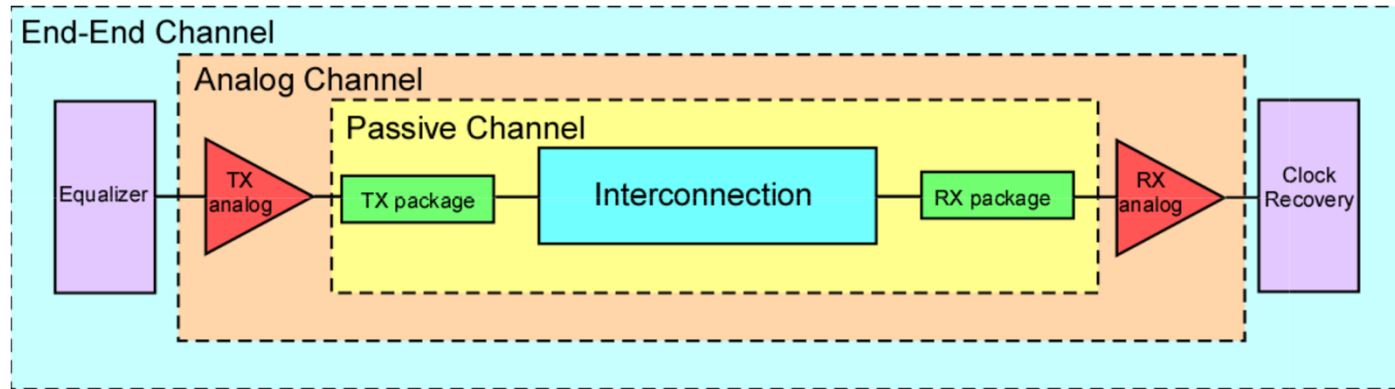 End-End Channel
Analog Channel
Passive Channel
Equalizer
TX
analog
TX package
Interconnection
RX package
RX
analog
Clock
Recovery